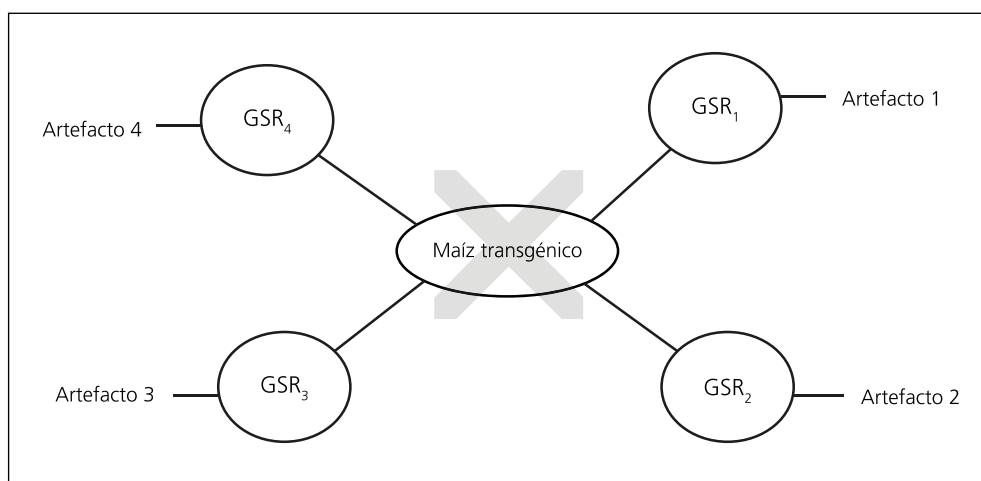 GSR4
GSR1
Artefacto 1
Artefacto 4
Maíz transgénico
GSR3
GSR2
Artefacto 3
Artefacto 2